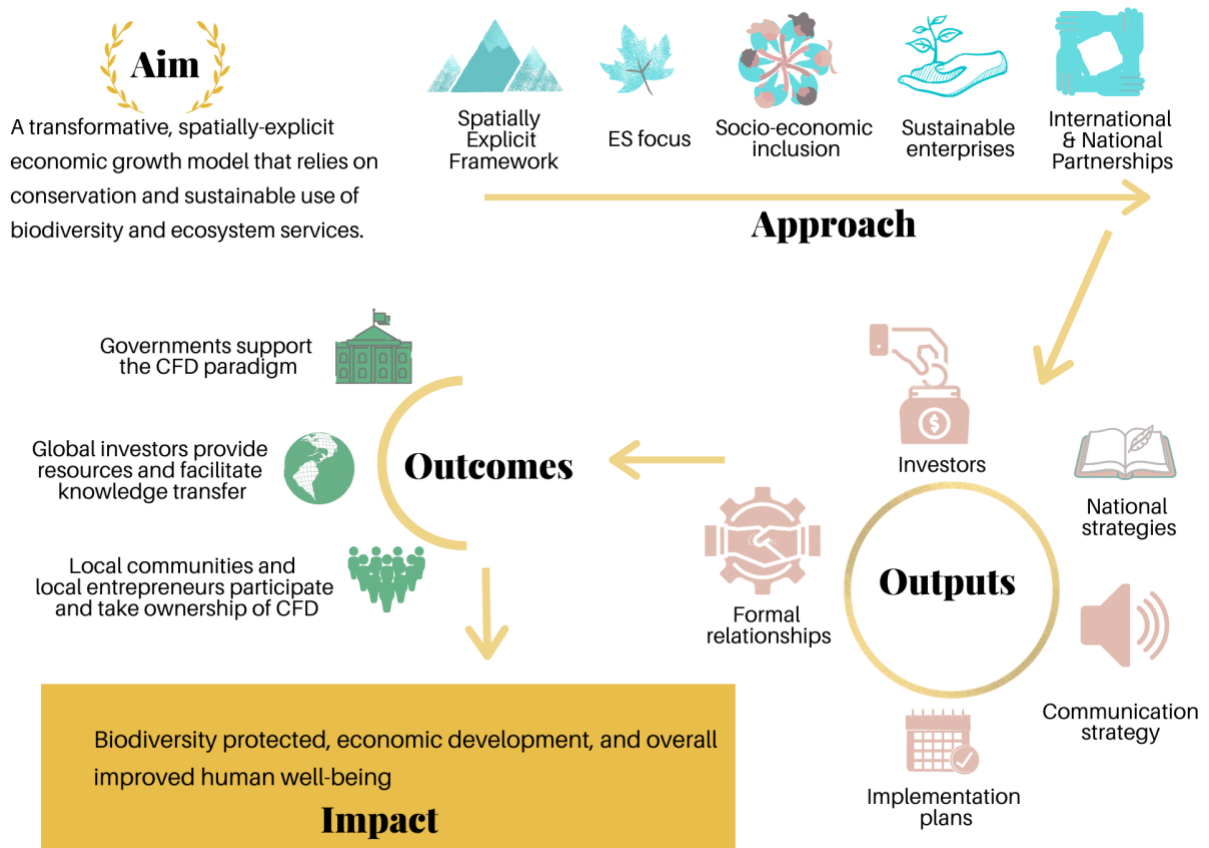 Aim
A transformative, spatially-explicit
economic growth model that relies on
conservation and sustainable use of
biodiversity and ecosystem services.
Spatially
Explicit
Framework
ES focus
Socio-economic
inclusion
Sustainable
enterprises
International
& National
Partnerships
Approach
Investors
$
National
strategies
Formal
relationships
Outputs
Communication
strategy
Implementation
plans
Governments support
the CFD paradigm
Global investors provide
resources and facilitate
knowledge transfer
Outcomes
Local communities and
local entrepreneurs participate
and take ownership of CFD
Biodiversity protected, economic development, and overall
improved human well-being
Impact